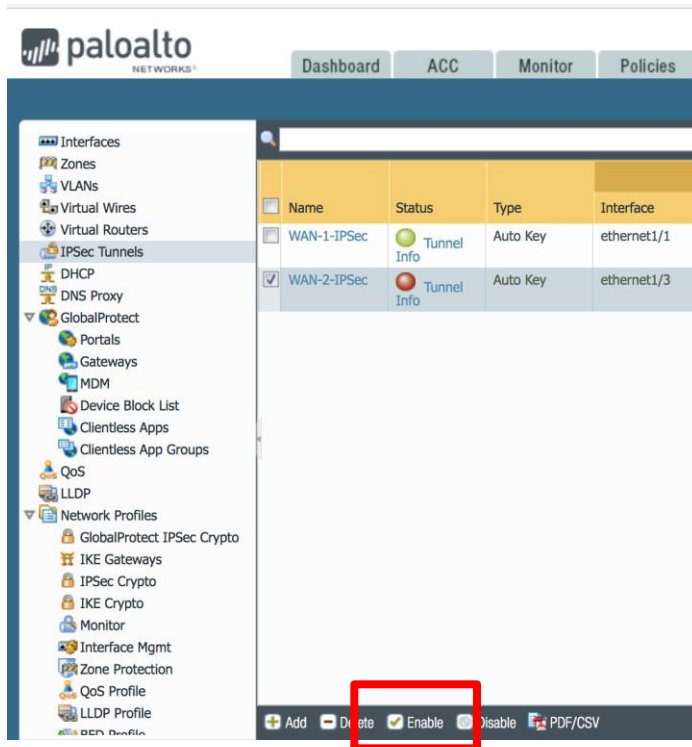 paloalto
NETWORKS®
Dashboard ACC Monitor Policies
Interfaces
Zones
VLANs
Virtual Wires
Virtual Routers
IPSec Tunnels
DHCP
DNS Proxy
GlobalProtect
Portals
Gateways
MDM
Device Block List
Clientless Apps
Clientless App Groups
QoS
LLDP
Network Profiles
GlobalProtect IPSec Crypto
IKE Gateways
IPSec Crypto
IKE Crypto
Monitor
Interface Mgmt
Zone Protection
QoS Profile
LLDP Profile
BFD Profile
Name Status Type Interface
WAN-1-IPSec Tunnel Info Auto Key ethernet1/1
WAN-2-IPSec Tunnel Info Auto Key ethernet1/3
Add Delete Enable Disable PDF/CSV